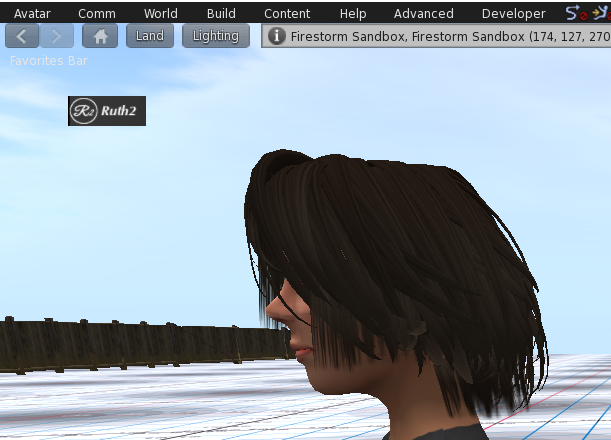 Avatar Comm World Build Content Help Advanced Developer
Land Lighting Firestorm Sandbox, Firestorm Sandbox (174, 127, 270
Favorites Bar
R2 Ruth2